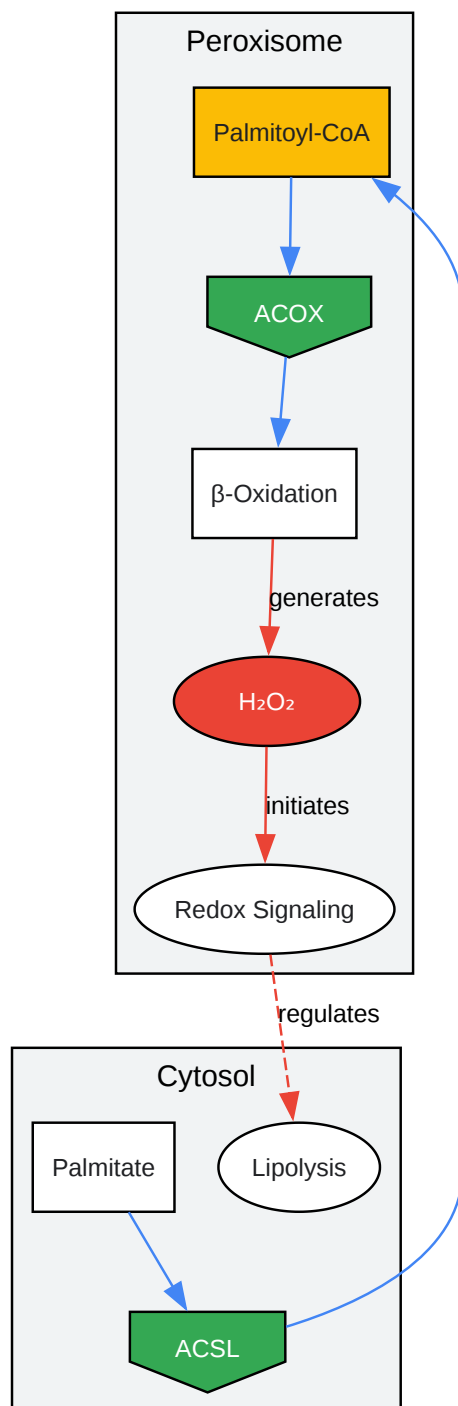 Peroxisome
Palmitoyl-CoA
ACOX
β-Oxidation
generates
H₂O₂
initiates
Redox Signaling
regulates
Cytosol
Palmitate
Lipolysis
ACSL